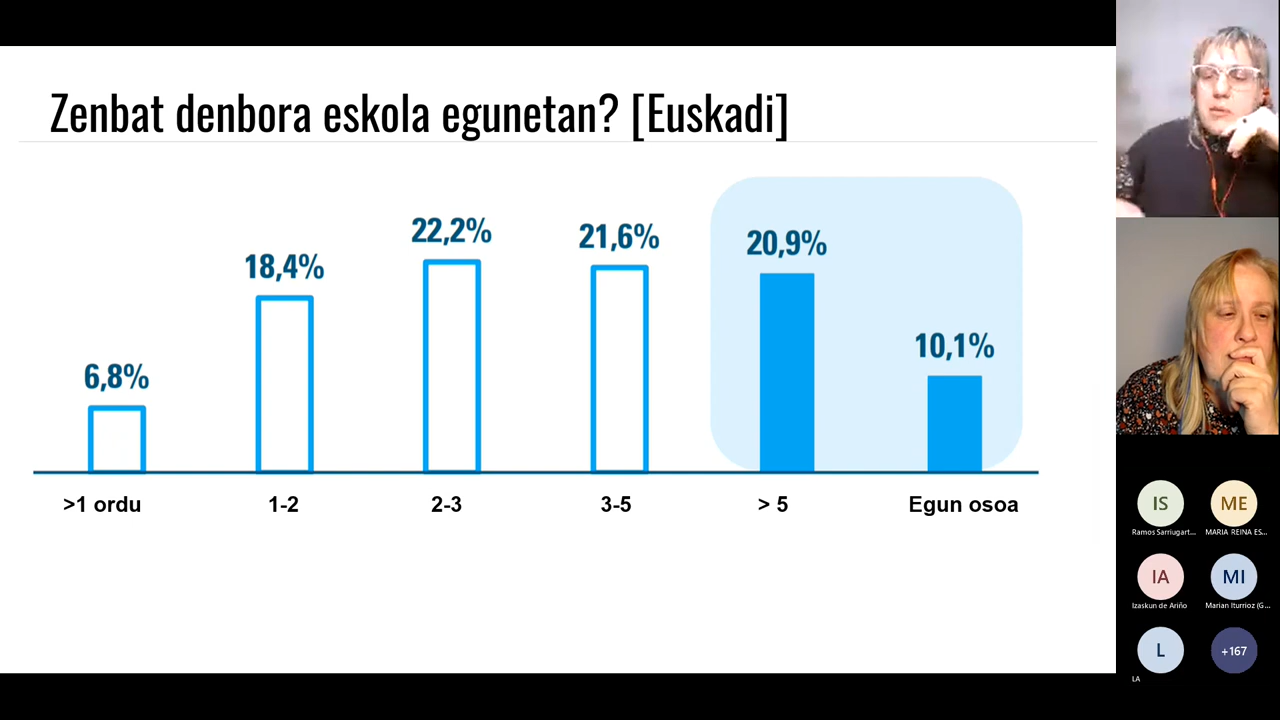 Zenbat denbora eskola egunetan? [Euskadi]
6,8%
18,4%
22,2%
21,6%
20,9%
10,1%
>1 ordu
1-2
2-3
3-5
> 5
Egun osoa
IS
Ramos Sarriugart...
ME
MARIA REINA ES...
IA
Izaskun de Ariño
MI
Marian Iturrioz (G...
L
LA
+167